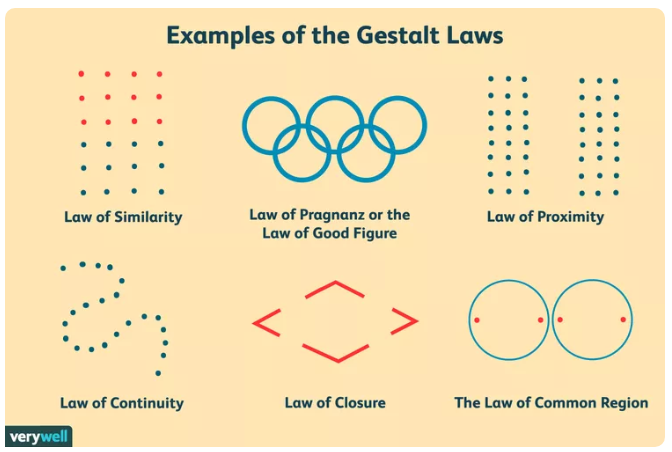 Examples of the Gestalt Laws
Law of Similarity
Law of Pragnanz or the
Law of Good Figure
Law of Proximity
Law of Continuity
Law of Closure
The Law of Common Region
verywell